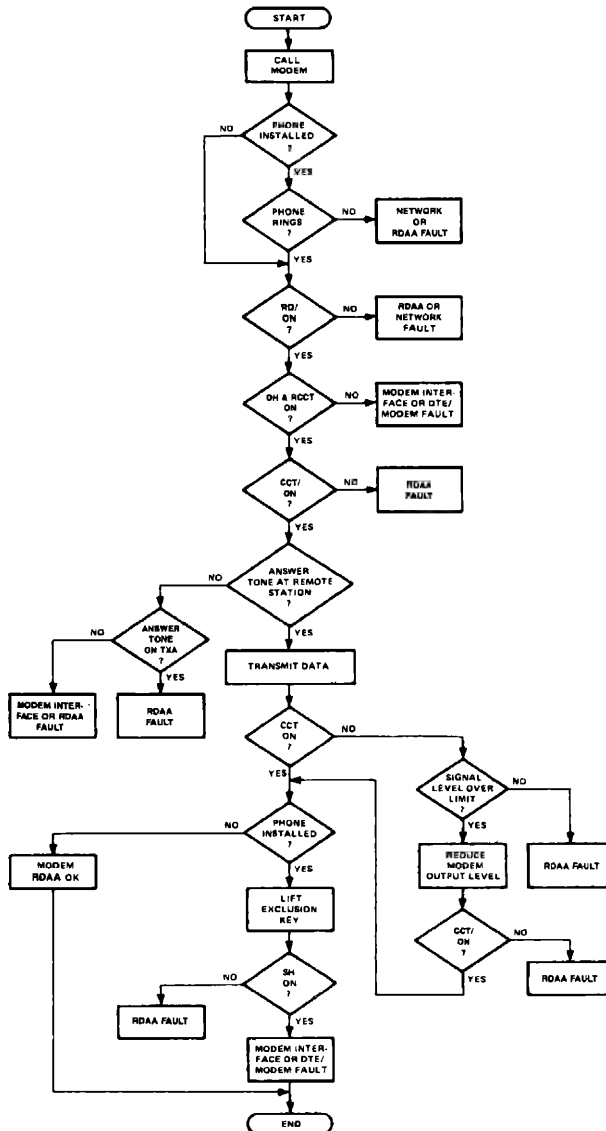 START
CALL
MODEM
PHONE
INSTALLED
?
NO
YES
PHONE
RINGS
?
NO
YES
NETWORK
OR
RDAA FAULT
ON
?
NO
YES
RDAA OR
NETWORK
FAULT
OH & RCCT
ON
?
NO
YES
MODEM INTER-
FACE OR DTE/
MODEM FAULT
CCT/
ON
?
NO
YES
RDAA
FAULT
ANSWER
TONE AT REMOTE
STATION
?
NO
YES
ANSWER
TONE
ON TXA
?
NO
YES
MODEM INTER-
FACE OR RDAA
FAULT
RDAA
FAULT
TRANSMIT DATA
CCT
ON
?
NO
YES
SIGNAL
LEVEL OVER
LIMIT
?
NO
YES
RDAA FAULT
REDUCE
MODEM
OUTPUT LEVEL
CCT/
ON
?
NO
YES
RDAA FAULT
PHONE
INSTALLED
?
NO
YES
MODEM
RDAA OK
LIFT
EXCLUSION
KEY
SH
ON
?
NO
YES
RDAA FAULT
MODEM INTER-
FACE OR DTE/
MODEM FAULT
END